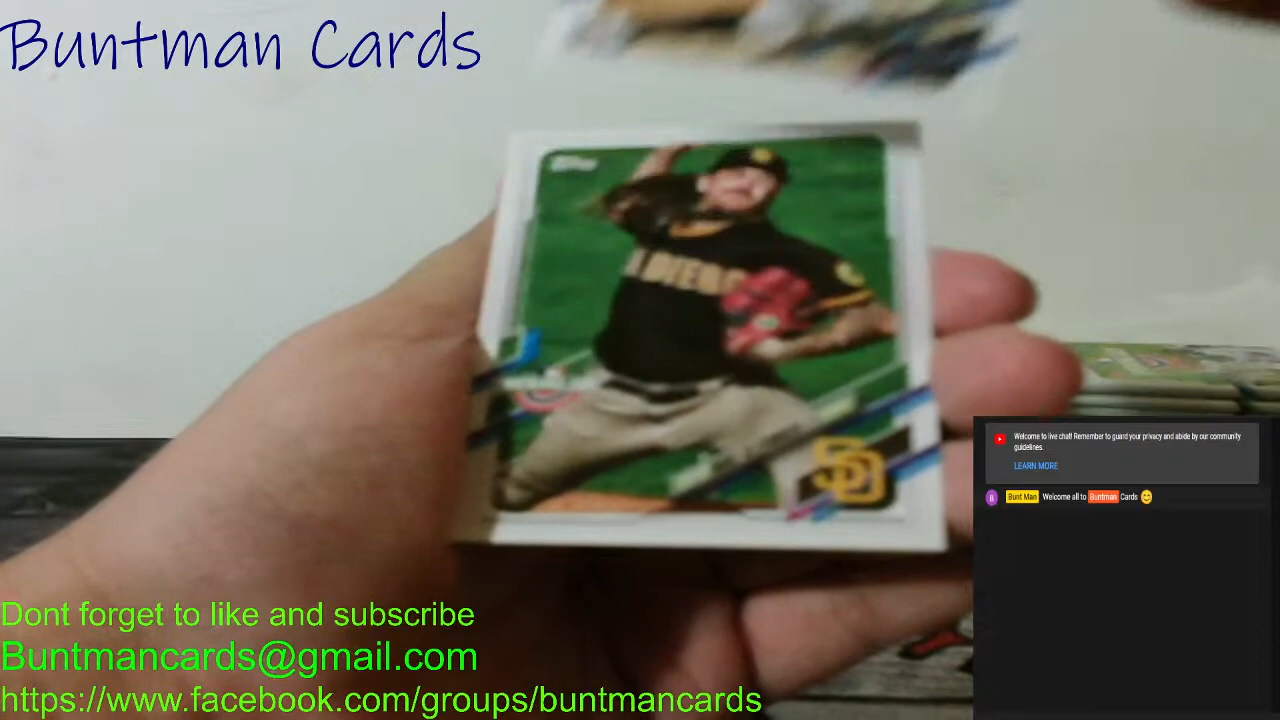 Buntman Cards
topps
DIEGO
SD
Welcome to live chat! Remember to guard your privacy and abide by our community
guidelines.
LEARN MORE
B Bunt Man Welcome all to Buntman Cards
Dont forget to like and subscribe
Buntmancards@gmail.com
https://www.facebook.com/groups/buntmancards